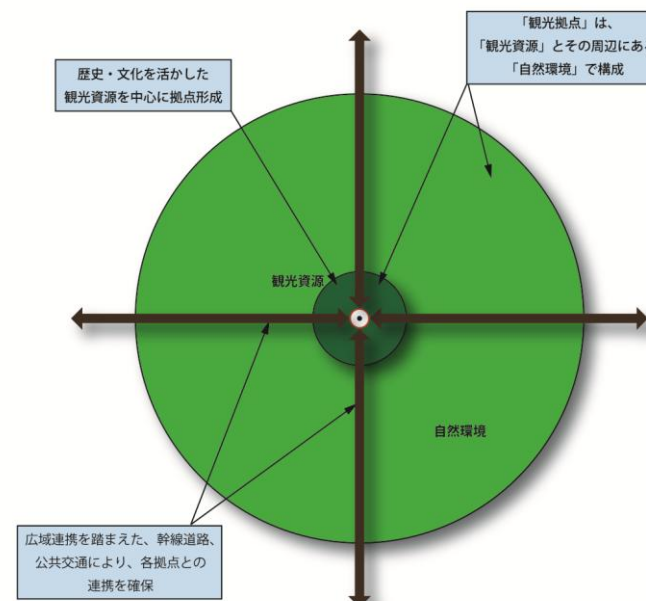 「観光拠点」は、
「観光資源」とその周辺にあ
「自然環境」で構成
歴史・文化を活かした
観光資源を中心に拠点形成
観光資源
自然環境
広域連携を踏まえた、幹線道路、
公共交通により、各拠点との
連携を確保